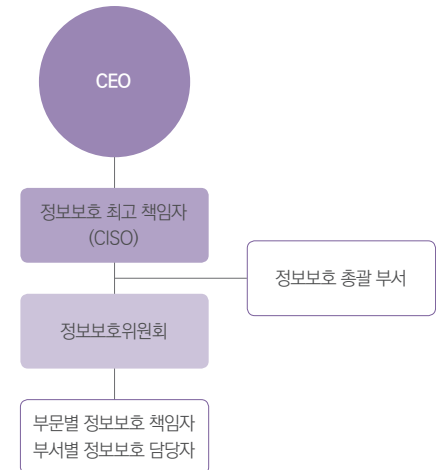 CEO
정보보호 최고 책임자
(CISO)
정보보호 총괄 부서
정보보호위원회
부문별 정보보호 책임자
부서별 정보보호 담당자